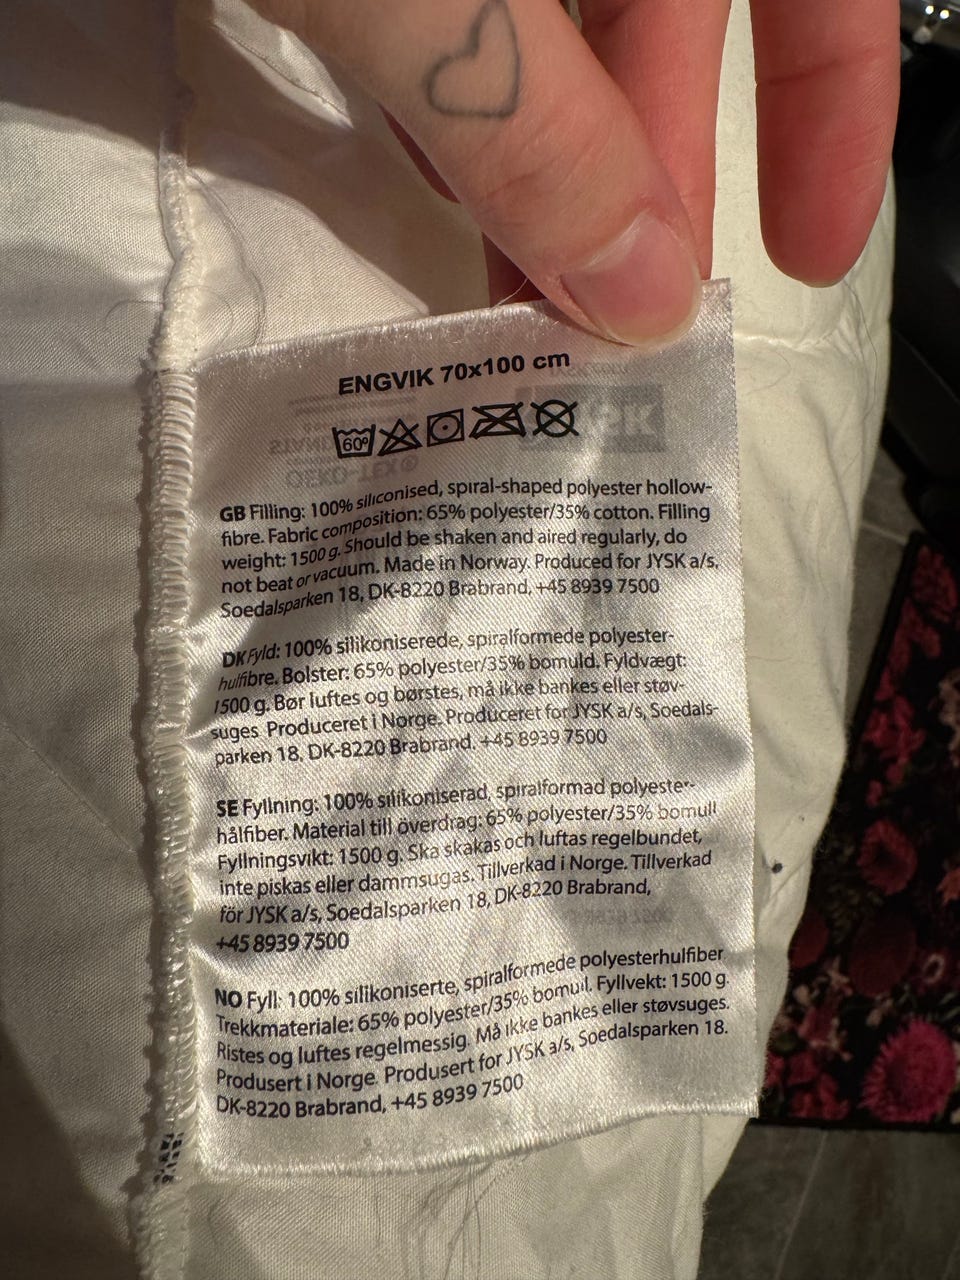 ENGVIK 70x100 cm
60°
GB Filling: 100% siliconised, spiral-shaped polyester hollow-
fibre. Fabric composition: 65% polyester/35% cotton. Filling
weight: 1500 g. Should be shaken and aired regularly, do
not beat or vacuum. Made in Norway. Produced for JYSK a/s,
Soedalsparken 18, DK-8220 Brabrand, +45 8939 7500
DK Fyld: 100% silikoniserede, spiralformede polyester-
hulfibre. Bolster: 65% polyester/35% bomuld. Fyldvægt:
1500 g. Bør luftes og børstes, må ikke bankes eller støv-
suges. Produceret i Norge. Produceret for JYSK a/s, Soedals-
parken 18, DK-8220 Brabrand, +45 8939 7500
SE Fyllning: 100% silikoniserad, spiralformad polyester-
hålfiber. Material till överdrag: 65% polyester/35% bomull
Fyllningsvikt: 1500 g. Ska skakas och luftas regelbundet,
inte piskas eller dammsugas. Tillverkad i Norge. Tillverkad
för JYSK a/s, Soedalsparken 18, DK-8220 Brabrand,
+45 8939 7500
NO Fyll: 100% silikoniserte, spiralformede polyesterhulfiber
Trekkmateriale: 65% polyester/35% bomull. Fyllvekt: 1500 g.
Ristes og luftes regelmessig. Må ikke bankes eller støvsuges.
Produsert i Norge. Produsert for JYSK a/s, Soedalsparken 18.
DK-8220 Brabrand, +45 8939 7500